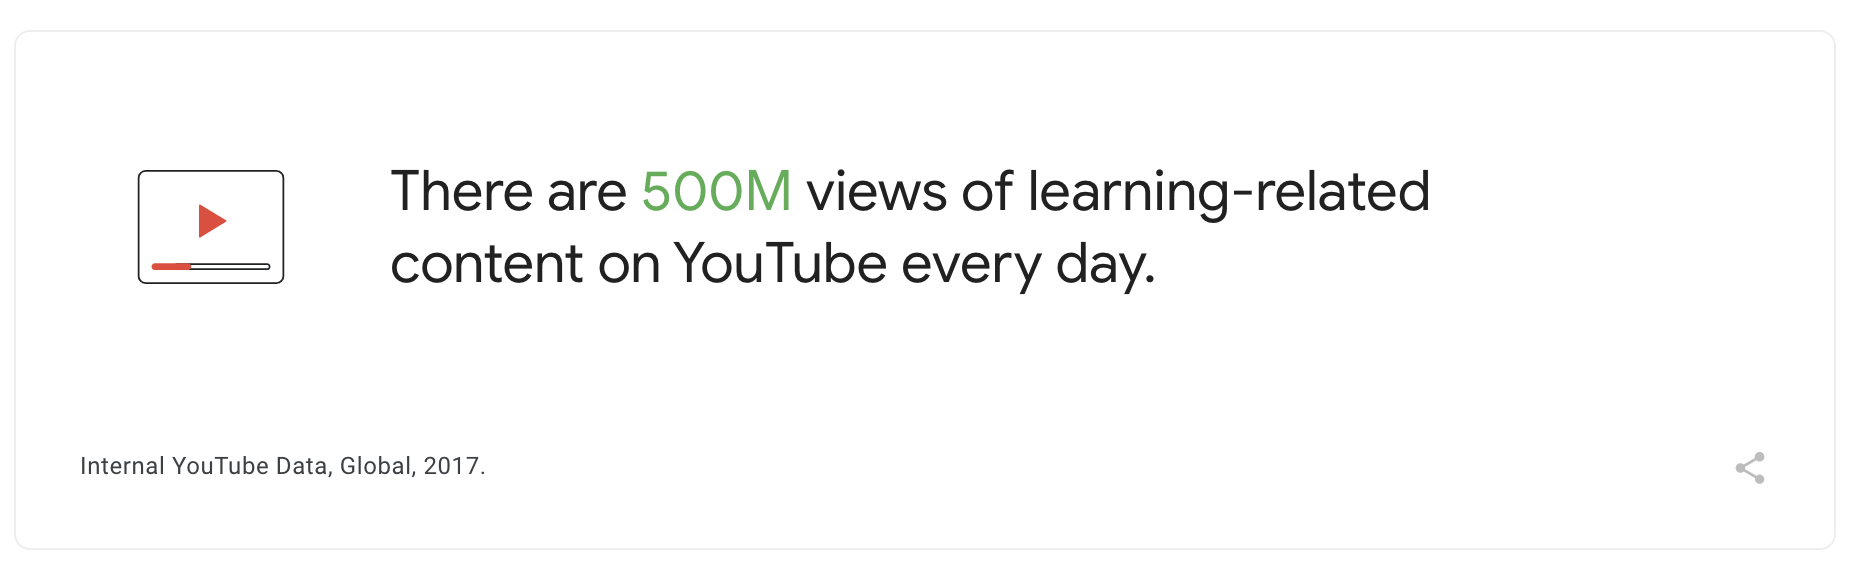 There are 500M views of learning-related
content on YouTube every day.
Internal YouTube Data, Global, 2017.